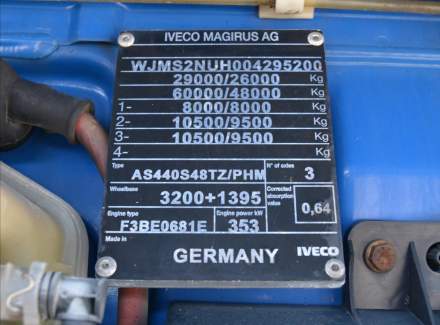 IVECO MAGIRUS AG
WJMS2NUH004295200
29000/26000 Kg
60000/48000 Kg
1- 8000/8000 Kg
2- 10500/9500 Kg
3- 10500/9500 Kg
4- Kg
Type AS440S48TZ/PHM N° of axles 3
Wheelbase 3200+1395 Corrected absorption value 0,64
Engine type F3BE0681E Engine power kW 353
Made in GERMANY IVECO